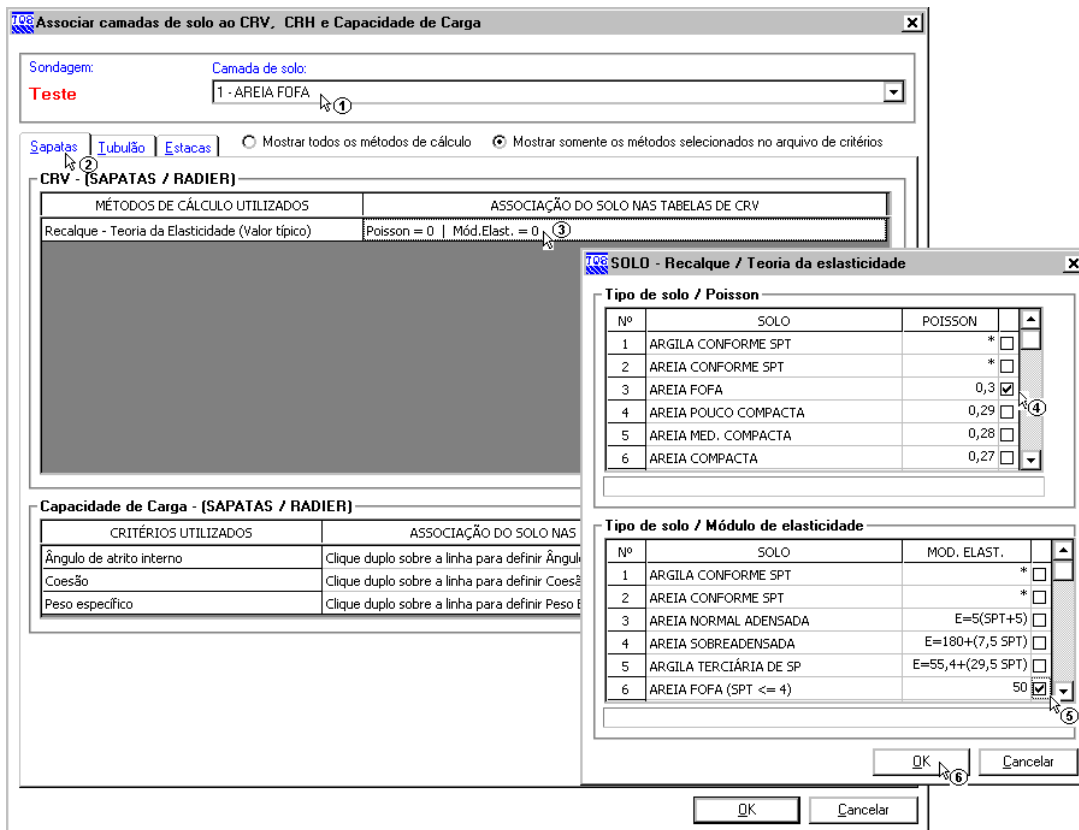 TQS Associar camadas de solo ao CRV, CRH e Capacidade de Carga
Sondagem:
Camada de solo:
Teste
1 - AREIA FOFA
1
Sapatas
Tubulão
Estacas
Mostrar todos os métodos de cálculo
Mostrar somente os métodos selecionados no arquivo de critérios
2
CRV - (SAPATAS / RADIER)
MÉTODOS DE CÁLCULO UTILIZADOS
ASSOCIAÇÃO DO SOLO NAS TABELAS DE CRV
Recalque - Teoria da Elasticidade (Valor típico)
Poisson = 0 | Mód.Elast. = 0
3
Capacidade de Carga - (SAPATAS / RADIER)
CRITÉRIOS UTILIZADOS
ASSOCIAÇÃO DO SOLO NAS
Ângulo de atrito interno
Clique duplo sobre a linha para definir Ângul
Coesão
Clique duplo sobre a linha para definir Coesã
Peso específico
Clique duplo sobre a linha para definir Peso E
OK
Cancelar
TQS SOLO - Recalque / Teoria da eslasticidade
Tipo de solo / Poisson
Nº SOLO POISSON
1 ARGILA CONFORME SPT *
2 AREIA CONFORME SPT *
3 AREIA FOFA 0,3
4
4 AREIA POUCO COMPACTA 0,29
5 AREIA MED. COMPACTA 0,28
6 AREIA COMPACTA 0,27
Tipo de solo / Módulo de elasticidade
Nº SOLO MOD. ELAST.
1 ARGILA CONFORME SPT *
2 AREIA CONFORME SPT *
3 AREIA NORMAL ADENSADA E=5(SPT+5)
4 AREIA SOBREADENSADA E=180+(7,5 SPT)
5 ARGILA TERCIÁRIA DE SP E=55,4+(29,5 SPT)
6 AREIA FOFA (SPT <= 4) 50
5
OK
6
Cancelar